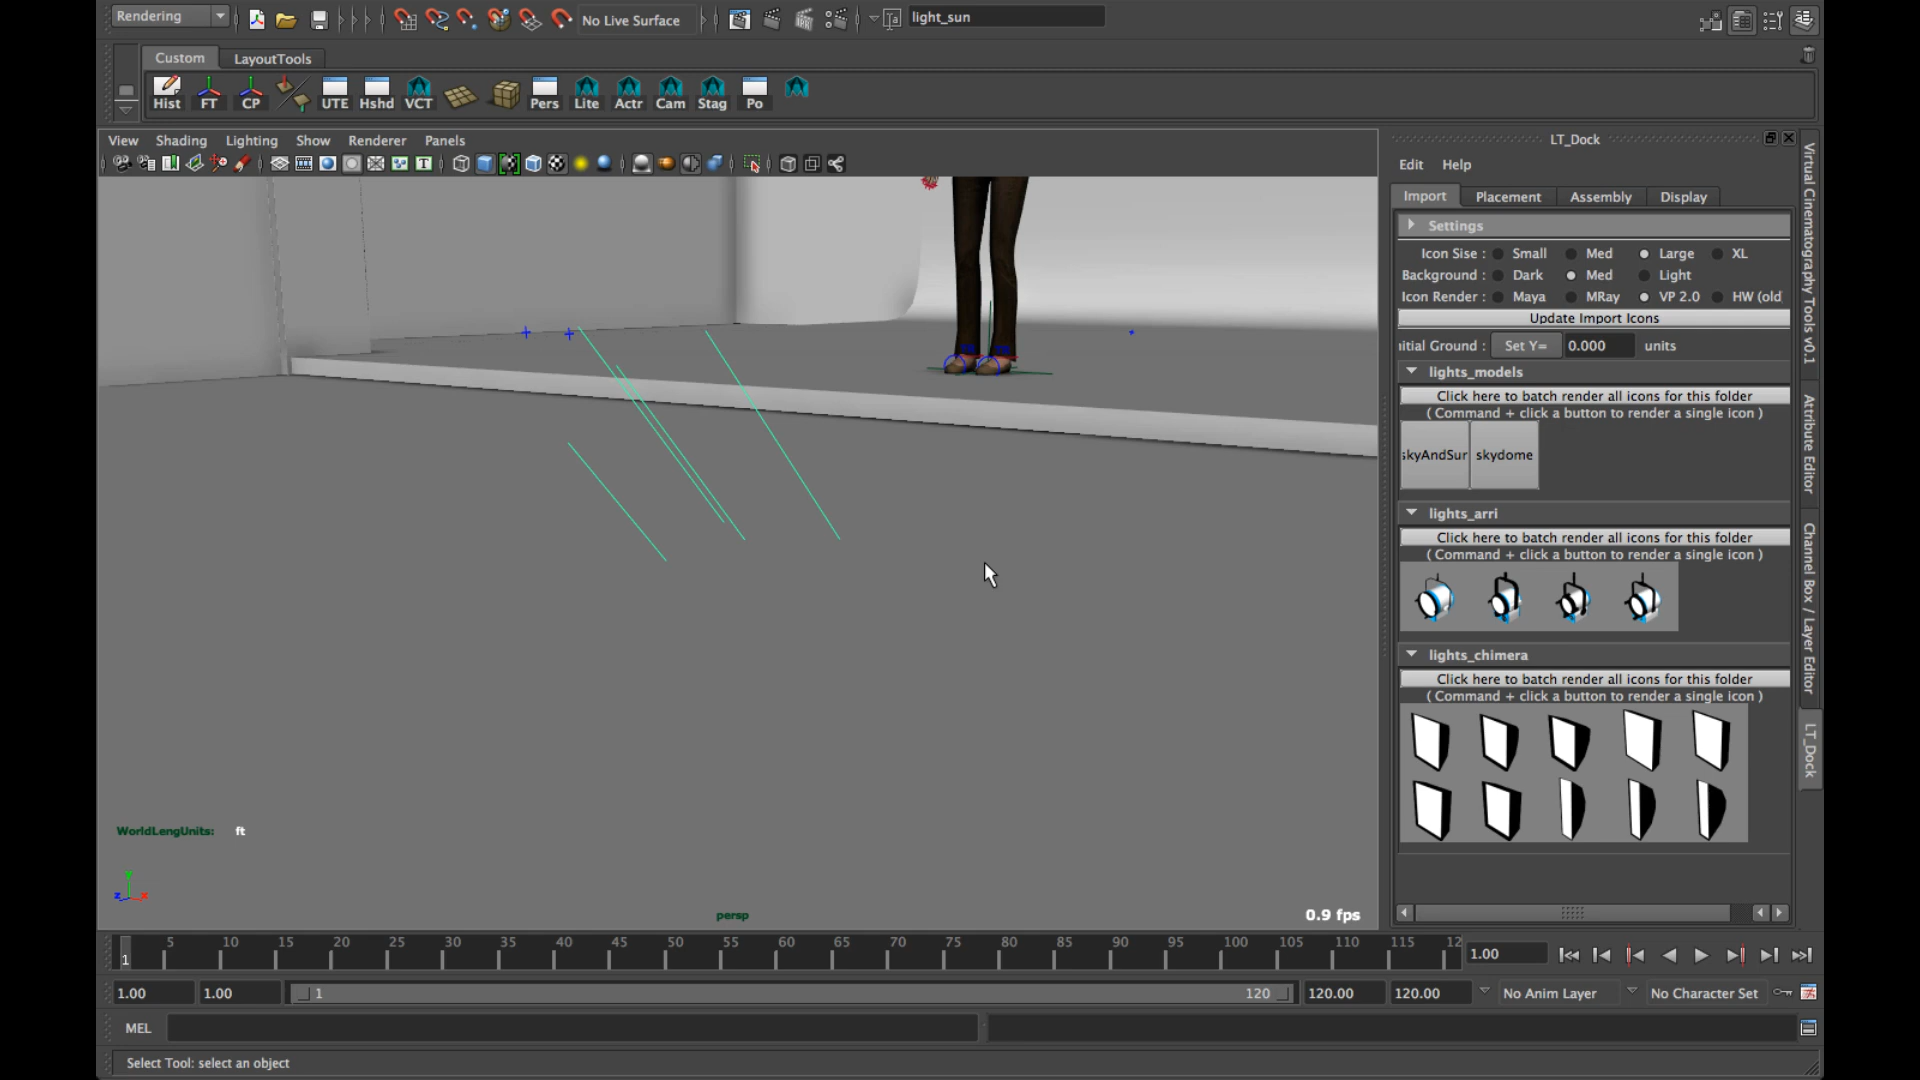 Rendering
No Live Surface
light_sun
Custom
LayoutTools
Hist
FT
CP
UTE
Hshd
VCT
Pers
Lite
Actr
Cam
Stag
Po
View
Shading
Lighting
Show
Renderer
Panels
LT_Dock
Edit
Help
Import
Placement
Assembly
Display
Settings
Icon Size : Small Med Large XL
Background : Dark Med Light
Icon Render : Maya MRay VP 2.0 HW (old
Update Import Icons
itial Ground : Set Y= 0.000 units
lights_models
Click here to batch render all icons for this folder
( Command + click a button to render a single icon )
skyAndSur skydome
lights_arri
Click here to batch render all icons for this folder
( Command + click a button to render a single icon )
lights_chimera
Click here to batch render all icons for this folder
( Command + click a button to render a single icon )
Virtual Cinematography Tools v0.1
Attribute Editor
Channel Box / Layer Editor
LT_Dock
WorldLengUnits: ft
y
z x
persp
0.9 fps
1 5 10 15 20 25 30 35 40 45 50 55 60 65 70 75 80 85 90 95 100 105 110 115 12
1.00
1.00 1.00 1 120 120.00 120.00 No Anim Layer No Character Set
MEL
Select Tool: select an object